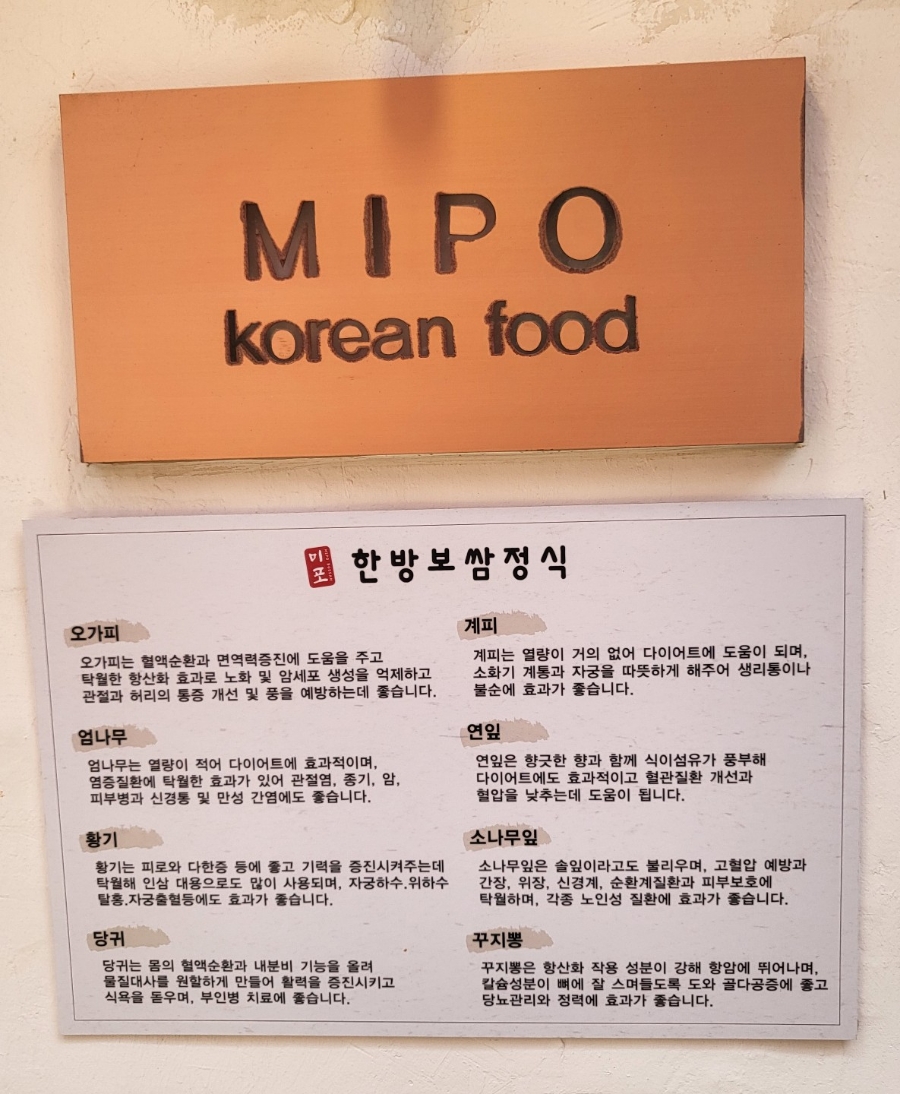 MIPO
korean food
미포 한방보쌈정식
오가피
오가피는 혈액순환과 면역력증진에 도움을 주고
탁월한 항산화 효과로 노화 및 암세포 생성을 억제하고
관절과 허리의 통증 개선 및 풍을 예방하는데 좋습니다.
엄나무
엄나무는 열량이 적어 다이어트에 효과적이며,
염증질환에 탁월한 효과가 있어 관절염, 종기, 암,
피부병과 신경통 및 만성 간염에도 좋습니다.
황기
황기는 피로와 다한증 등에 좋고 기력을 증진시켜주는데
탁월해 인삼 대용으로도 많이 사용되며, 자궁하수.위하수
탈홍.자궁출혈등에도 효과가 좋습니다.
당귀
당귀는 몸의 혈액순환과 내분비 기능을 올려
물질대사를 원할하게 만들어 활력을 증진시키고
식욕을 돋우며, 부인병 치료에 좋습니다.
계피
계피는 열량이 거의 없어 다이어트에 도움이 되며,
소화기 계통과 자궁을 따뜻하게 해주어 생리통이나
불순에 효과가 좋습니다.
연잎
연잎은 향긋한 향과 함께 식이섬유가 풍부해
다이어트에도 효과적이고 혈관질환 개선과
혈압을 낮추는데 도움이 됩니다.
소나무잎
소나무잎은 솔잎이라고도 불리우며, 고혈압 예방과
간장, 위장, 신경계, 순환계질환과 피부보호에
탁월하며, 각종 노인성 질환에 효과가 좋습니다.
꾸지뽕
꾸지뽕은 항산화 작용 성분이 강해 항암에 뛰어나며,
칼슘성분이 뼈에 잘 스며들도록 도와 골다공증에 좋고
당뇨관리와 정력에 효과가 좋습니다.